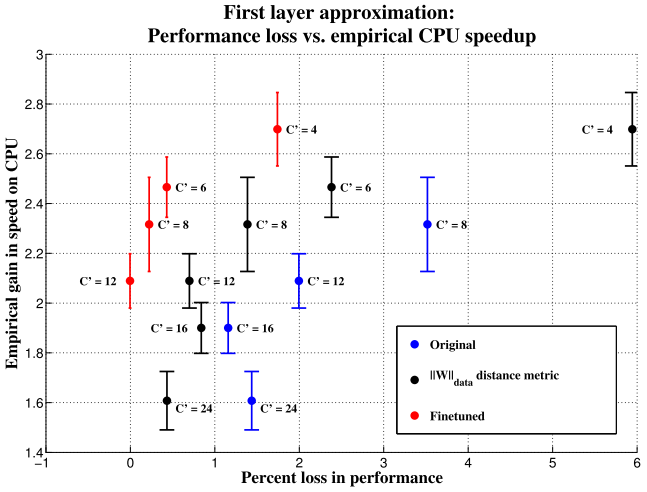 First layer approximation:
Performance loss vs. empirical CPU speedup
Empirical gain in speed on CPU
3
2.8
2.6
2.4
2.2
2
1.8
1.6
1.4
C' = 4
C' = 4
C' = 6
C' = 6
C' = 8
C' = 8
C' = 8
C' = 12
C' = 12
C' = 12
C' = 16
C' = 16
C' = 24
C' = 24
Original
||W||data distance metric
Finetuned
−1
0
1
2
3
4
5
6
Percent loss in performance